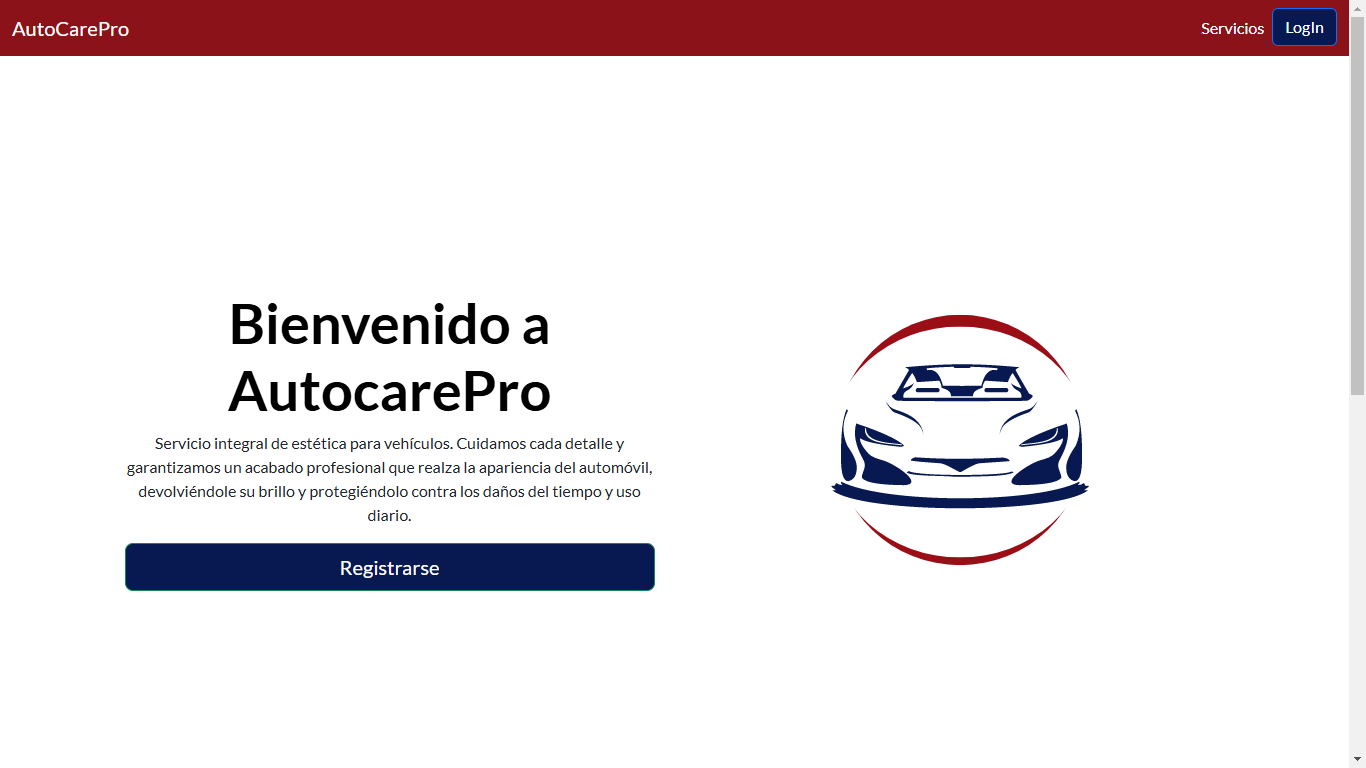 AutoCarePro
Servicios
LogIn
Bienvenido a
AutocarePro
Servicio integral de estética para vehículos. Cuidamos cada detalle y
garantizamos un acabado profesional que realza la apariencia del automóvil,
devolviéndole su brillo y protegiéndolo contra los daños del tiempo y uso
diario.
Registrarse